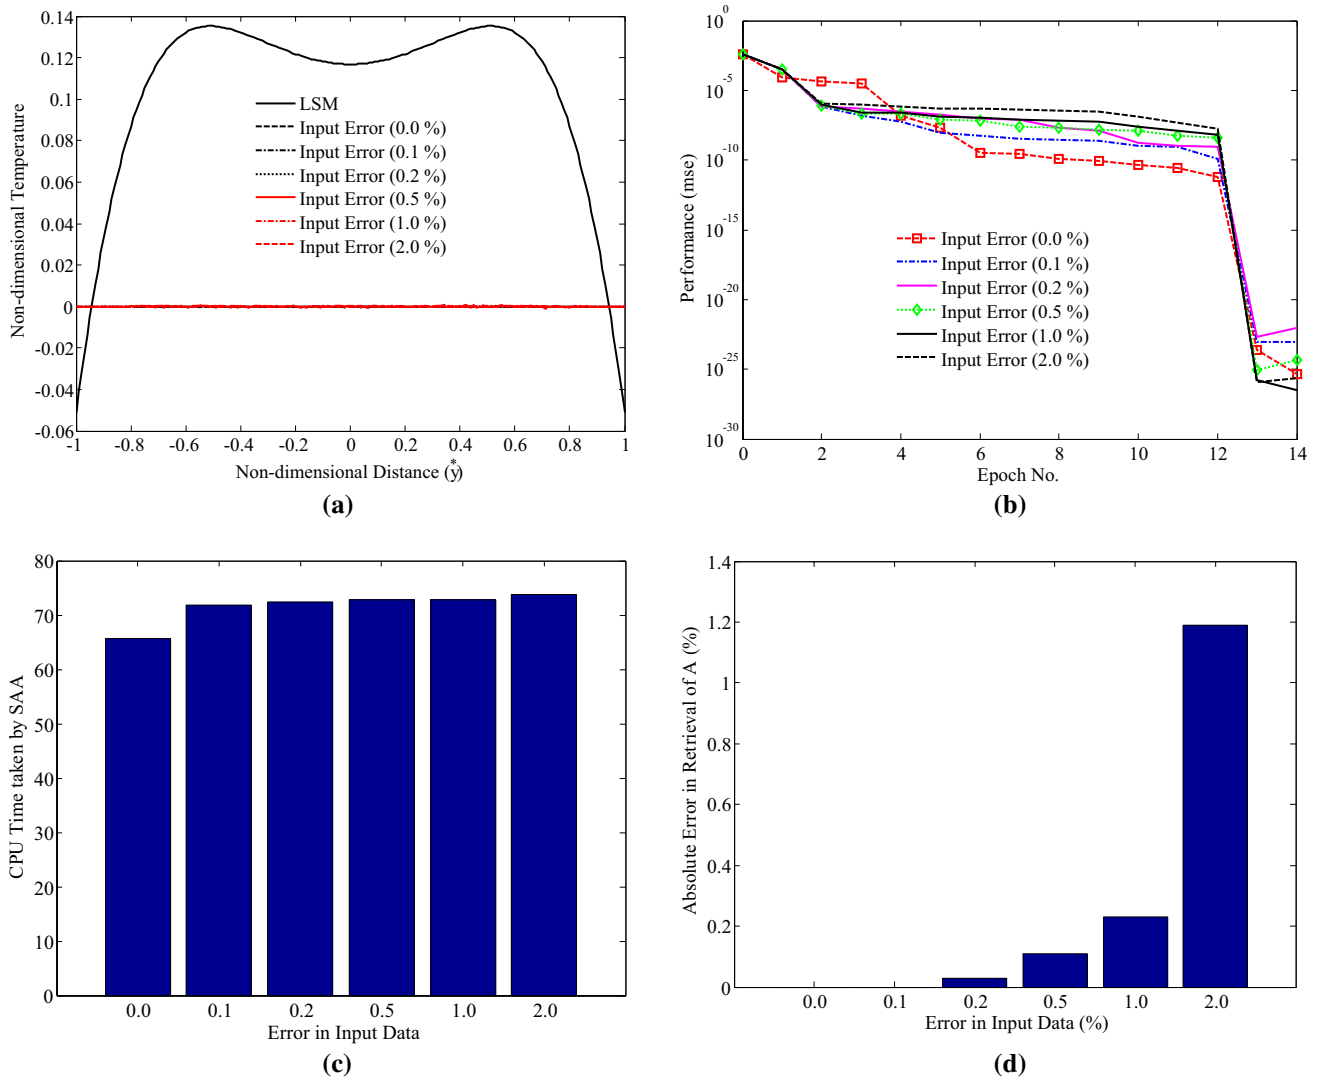 0.14
0.12
0.1
0.08
0.06
0.04
0.02
0
-0.02
-0.04
-0.06
Non-dimensional Temperature
LSM
Input Error (0.0 %)
Input Error (0.1 %)
Input Error (0.2 %)
Input Error (0.5 %)
Input Error (1.0 %)
Input Error (2.0 %)
-1 -0.8 -0.6 -0.4 -0.2 0 0.2 0.4 0.6 0.8 1
Non-dimensional Distance (y*)
(a)
10^0
10^-5
10^-10
10^-15
10^-20
10^-25
10^-30
Performance (mse)
Input Error (0.0 %)
Input Error (0.1 %)
Input Error (0.2 %)
Input Error (0.5 %)
Input Error (1.0 %)
Input Error (2.0 %)
0 2 4 6 8 10 12 14
Epoch No.
(b)
80
70
60
50
40
30
20
10
0
CPU Time taken by SAA
0.0 0.1 0.2 0.5 1.0 2.0
Error in Input Data
(c)
1.4
1.2
1
0.8
0.6
0.4
0.2
0
Absolute Error in Retrieval of A (%)
0.0 0.1 0.2 0.5 1.0 2.0
Error in Input Data (%)
(d)